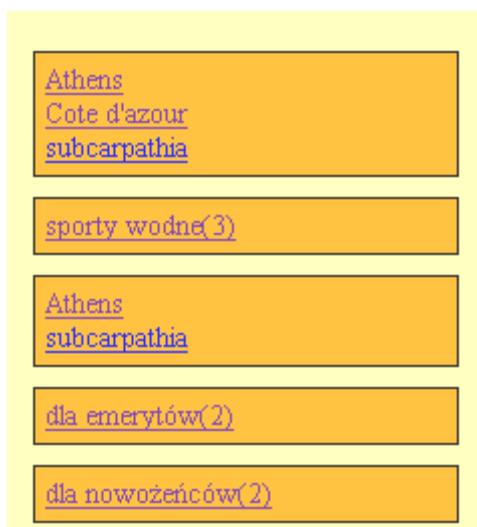 Athens
Cote d'azour
subcarpathia
sporty wodne(3)
Athens
subcarpathia
dla emerytów(2)
dla nowożeńców(2)